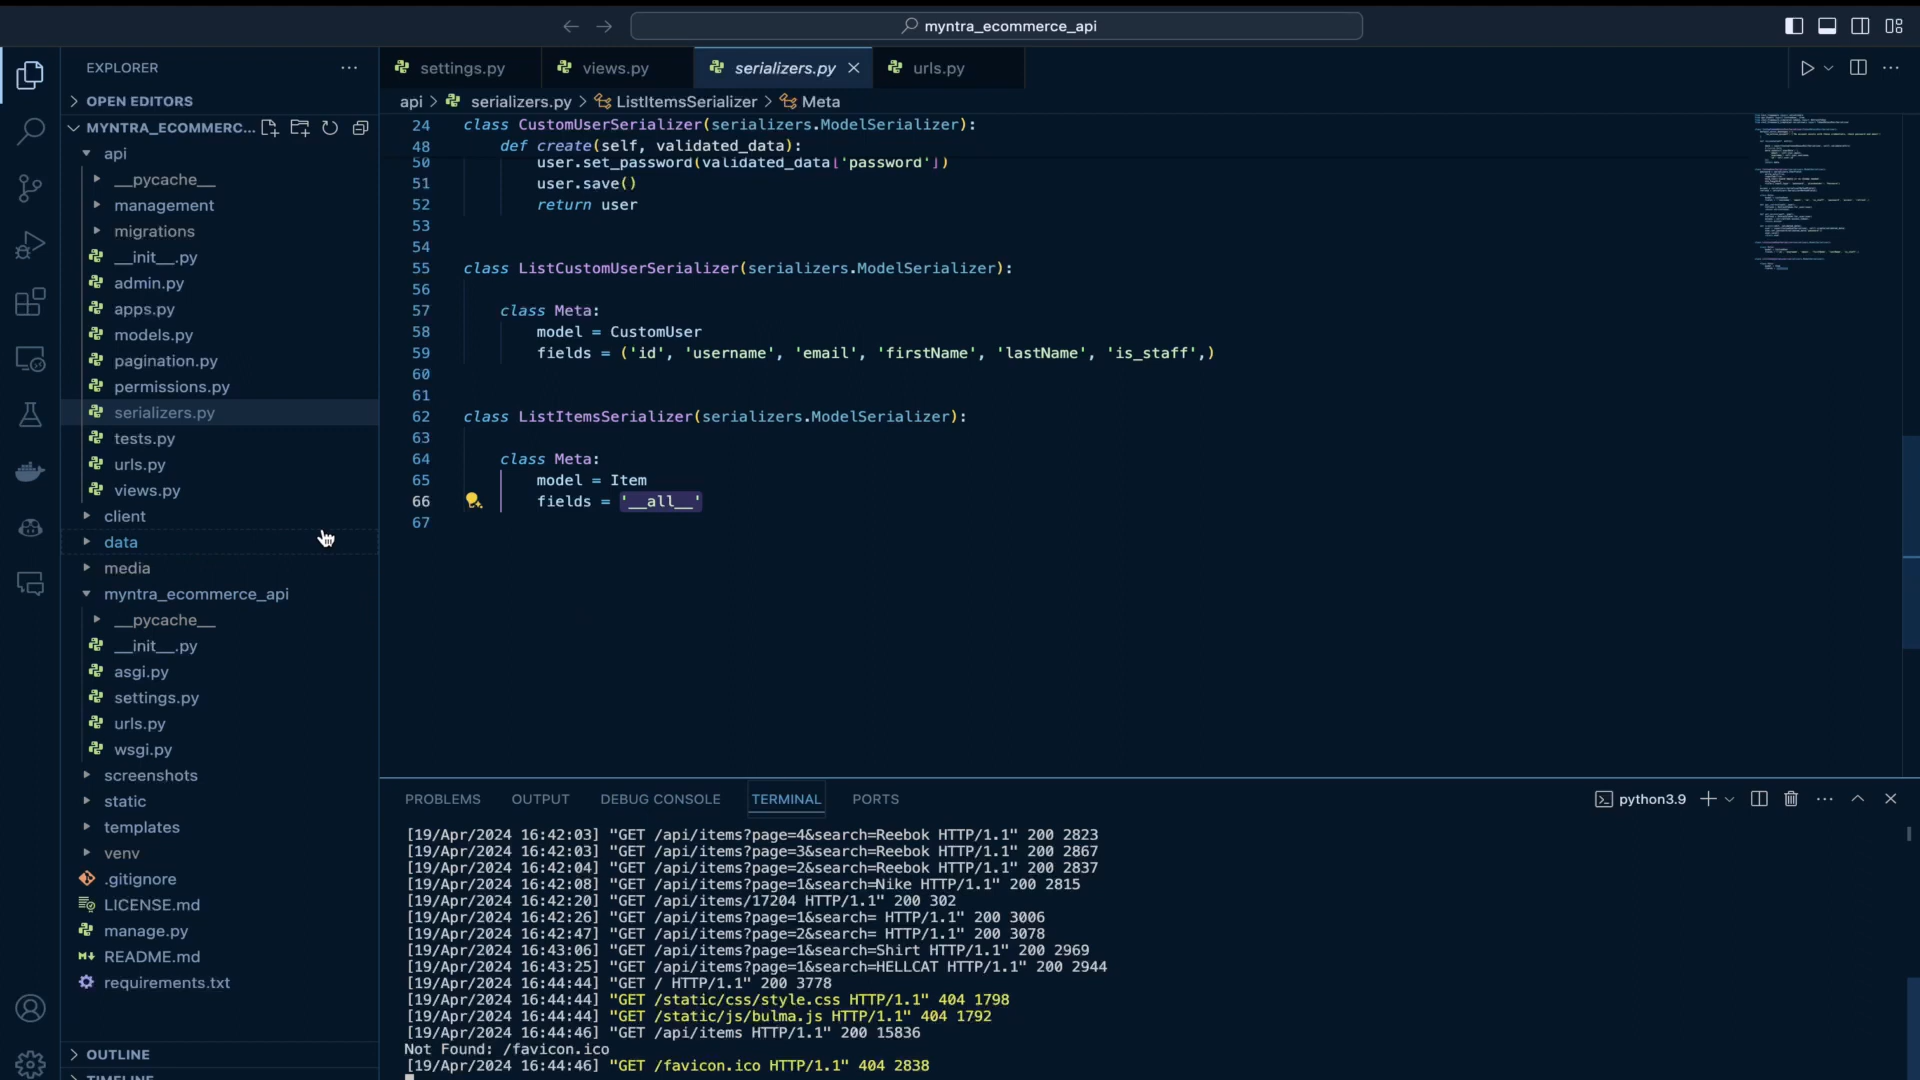 myntra_ecommerce_api
EXPLORER
OPEN EDITORS
MYNTRA_ECOMMERC...
api
__pycache__
management
migrations
__init__.py
admin.py
apps.py
models.py
pagination.py
permissions.py
serializers.py
tests.py
urls.py
views.py
client
data
media
myntra_ecommerce_api
__pycache__
__init__.py
asgi.py
settings.py
urls.py
wsgi.py
screenshots
static
templates
venv
.gitignore
LICENSE.md
manage.py
README.md
requirements.txt
OUTLINE
TIMELINE
settings.py
views.py
serializers.py
urls.py
api > serializers.py > ListItemsSerializer > Meta
24 class CustomUserSerializer(serializers.ModelSerializer):
48 def create(self, validated_data):
50 user.set_password(validated_data['password'])
51 user.save()
52 return user
53
54
55 class ListCustomUserSerializer(serializers.ModelSerializer):
56
57 class Meta:
58 model = CustomUser
59 fields = ('id', 'username', 'email', 'firstName', 'lastName', 'is_staff',)
60
61
62 class ListItemsSerializer(serializers.ModelSerializer):
63
64 class Meta:
65 model = Item
66 fields = '__all__'
67
PROBLEMS OUTPUT DEBUG CONSOLE TERMINAL PORTS
python3.9
[19/Apr/2024 16:42:03] "GET /api/items?page=4&search=Reebok HTTP/1.1" 200 2823
[19/Apr/2024 16:42:03] "GET /api/items?page=3&search=Reebok HTTP/1.1" 200 2867
[19/Apr/2024 16:42:04] "GET /api/items?page=2&search=Reebok HTTP/1.1" 200 2837
[19/Apr/2024 16:42:08] "GET /api/items?page=1&search=Nike HTTP/1.1" 200 2815
[19/Apr/2024 16:42:20] "GET /api/items/17204 HTTP/1.1" 200 302
[19/Apr/2024 16:42:26] "GET /api/items?page=1&search= HTTP/1.1" 200 3006
[19/Apr/2024 16:42:47] "GET /api/items?page=2&search= HTTP/1.1" 200 3078
[19/Apr/2024 16:43:06] "GET /api/items?page=1&search=Shirt HTTP/1.1" 200 2969
[19/Apr/2024 16:43:25] "GET /api/items?page=1&search=HELLCAT HTTP/1.1" 200 2944
[19/Apr/2024 16:44:44] "GET / HTTP/1.1" 200 3778
[19/Apr/2024 16:44:44] "GET /static/css/style.css HTTP/1.1" 404 1798
[19/Apr/2024 16:44:44] "GET /static/js/bulma.js HTTP/1.1" 404 1792
[19/Apr/2024 16:44:46] "GET /api/items HTTP/1.1" 200 15836
Not Found: /favicon.ico
[19/Apr/2024 16:44:46] "GET /favicon.ico HTTP/1.1" 404 2838